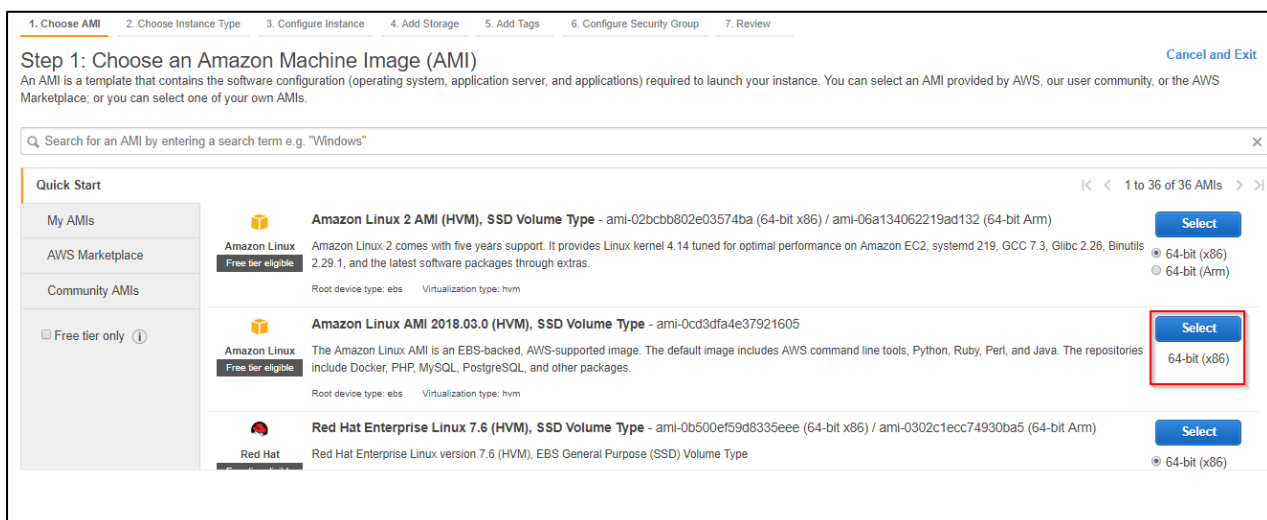 1. Choose AMI 2. Choose Instance Type 3. Configure Instance 4. Add Storage 5. Add Tags 6. Configure Security Group 7. Review
Step 1: Choose an Amazon Machine Image (AMI)
Cancel and Exit
An AMI is a template that contains the software configuration (operating system, application server, and applications) required to launch your instance. You can select an AMI provided by AWS, our user community, or the AWS
Marketplace; or you can select one of your own AMIs.
Search for an AMI by entering a search term e.g. "Windows"
Quick Start
1 to 36 of 36 AMIs
My AMIs
AWS Marketplace
Community AMIs
Free tier only
Amazon Linux
Free tier eligible
Amazon Linux 2 AMI (HVM), SSD Volume Type - ami-02bcbb802e03574ba (64-bit x86) / ami-06a134062219ad132 (64-bit Arm)
Amazon Linux 2 comes with five years support. It provides Linux kernel 4.14 tuned for optimal performance on Amazon EC2, systemd 219, GCC 7.3, Glibc 2.26, Binutils
2.29.1, and the latest software packages through extras.
Root device type: ebs Virtualization type: hvm
Select
64-bit (x86)
64-bit (Arm)
Amazon Linux
Free tier eligible
Amazon Linux AMI 2018.03.0 (HVM), SSD Volume Type - ami-0cd3dfa4e37921605
The Amazon Linux AMI is an EBS-backed, AWS-supported image. The default image includes AWS command line tools, Python, Ruby, Perl, and Java. The repositories
include Docker, PHP, MySQL, PostgreSQL, and other packages.
Root device type: ebs Virtualization type: hvm
Select
64-bit (x86)
Red Hat
Red Hat Enterprise Linux 7.6 (HVM), SSD Volume Type - ami-0b500ef59d8335eee (64-bit x86) / ami-0302c1ecc74930ba5 (64-bit Arm)
Red Hat Enterprise Linux version 7.6 (HVM), EBS General Purpose (SSD) Volume Type
Select
64-bit (x86)